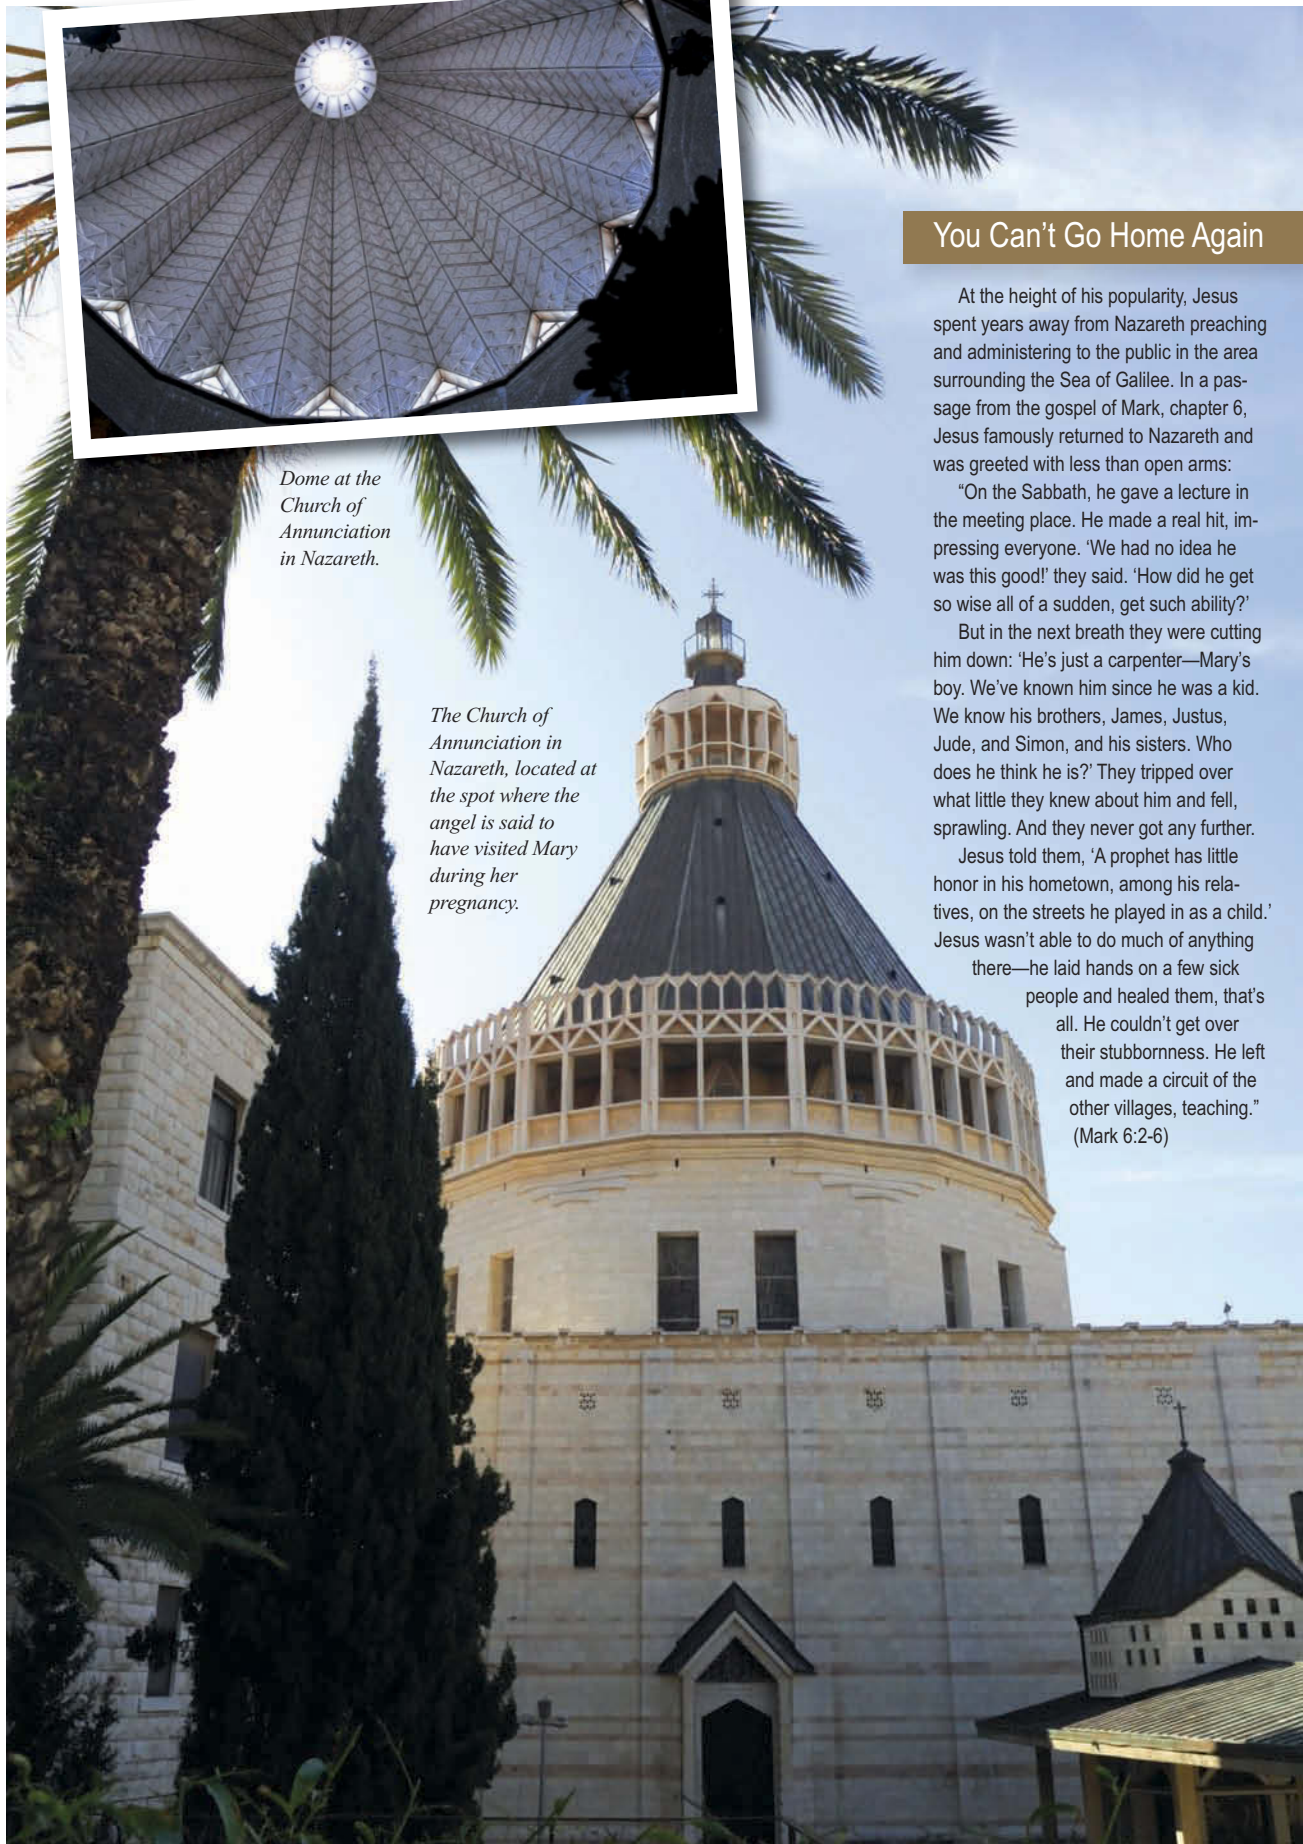 You Can't Go Home Again
At the height of his popularity, Jesus
spent years away from Nazareth preaching
and administering to the public in the area
surrounding the Sea of Galilee. In a pas-
sage from the gospel of Mark, chapter 6,
Jesus famously returned to Nazareth and
was greeted with less than open arms:
“On the Sabbath, he gave a lecture in
the meeting place. He made a real hit, im-
pressing everyone. ‘We had no idea he
was this good!’ they said. ‘How did he get
so wise all of a sudden, get such ability?’
But in the next breath they were cutting
him down: ‘He’s just a carpenter—Mary’s
boy. We’ve known him since he was a kid.
We know his brothers, James, Justus,
Jude, and Simon, and his sisters. Who
does he think he is?’ They tripped over
what little they knew about him and fell,
sprawling. And they never got any further.
Jesus told them, ‘A prophet has little
honor in his hometown, among his rela-
tives, on the streets he played in as a child.’
Jesus wasn’t able to do much of anything
there—he laid hands on a few sick
people and healed them, that’s
all. He couldn’t get over
their stubbornness. He left
and made a circuit of the
other villages, teaching.”
(Mark 6:2-6)
Dome at the
Church of
Annunciation
in Nazareth.
The Church of
Annunciation in
Nazareth, located at
the spot where the
angel is said to
have visited Mary
during her
pregnancy.